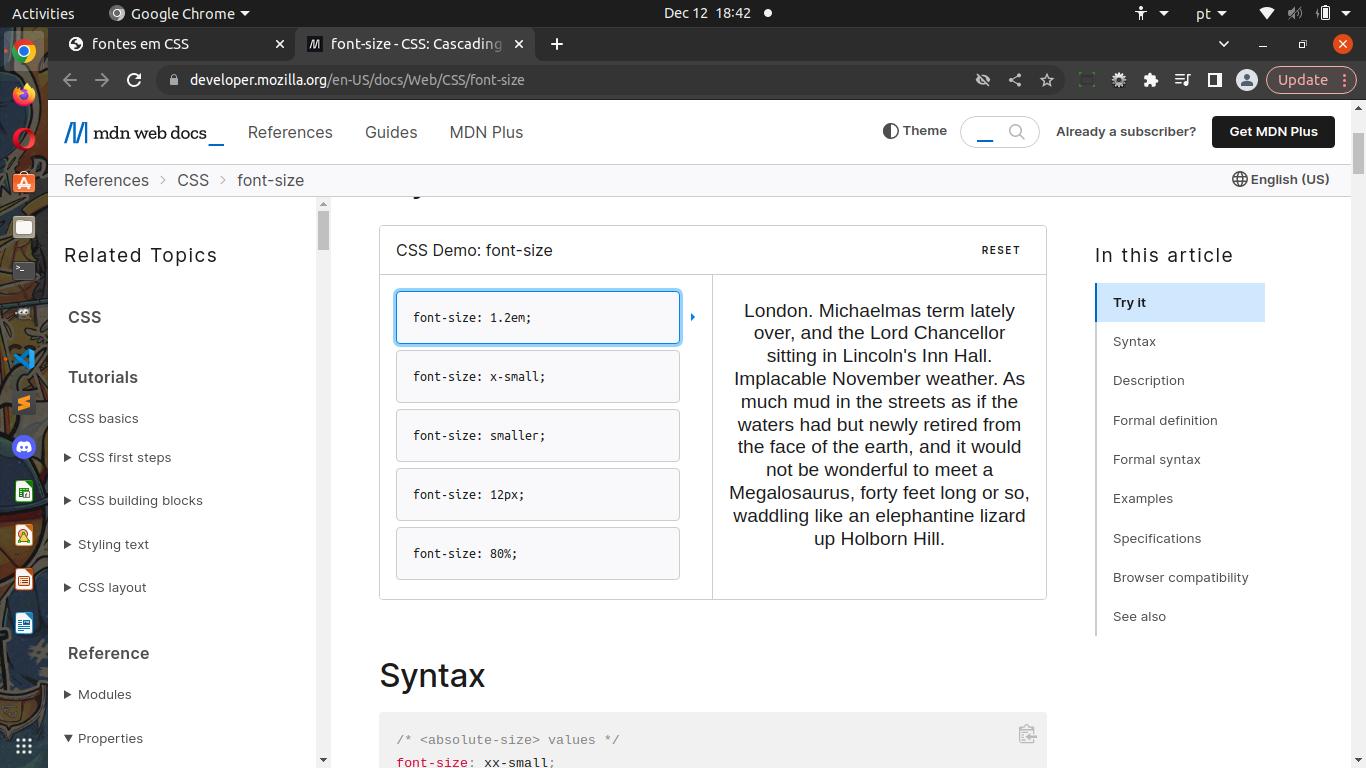 Activities
Google Chrome
Dec 12 18:42
pt
fontes em CSS
font-size - CSS: Cascading
developer.mozilla.org/en-US/docs/Web/CSS/font-size
Update
mdn web docs
References
Guides
MDN Plus
Theme
Already a subscriber?
Get MDN Plus
References
CSS
font-size
English (US)
Related Topics
CSS
Tutorials
CSS basics
CSS first steps
CSS building blocks
Styling text
CSS layout
Reference
Modules
Properties
CSS Demo: font-size
RESET
font-size: 1.2em;
font-size: x-small;
font-size: smaller;
font-size: 12px;
font-size: 80%;
London. Michaelmas term lately
over, and the Lord Chancellor
sitting in Lincoln's Inn Hall.
Implacable November weather. As
much mud in the streets as if the
waters had but newly retired from
the face of the earth, and it would
not be wonderful to meet a
Megalosaurus, forty feet long or so,
waddling like an elephantine lizard
up Holborn Hill.
Syntax
/* <absolute-size> values */
font-size: xx-small;
In this article
Try it
Syntax
Description
Formal definition
Formal syntax
Examples
Specifications
Browser compatibility
See also